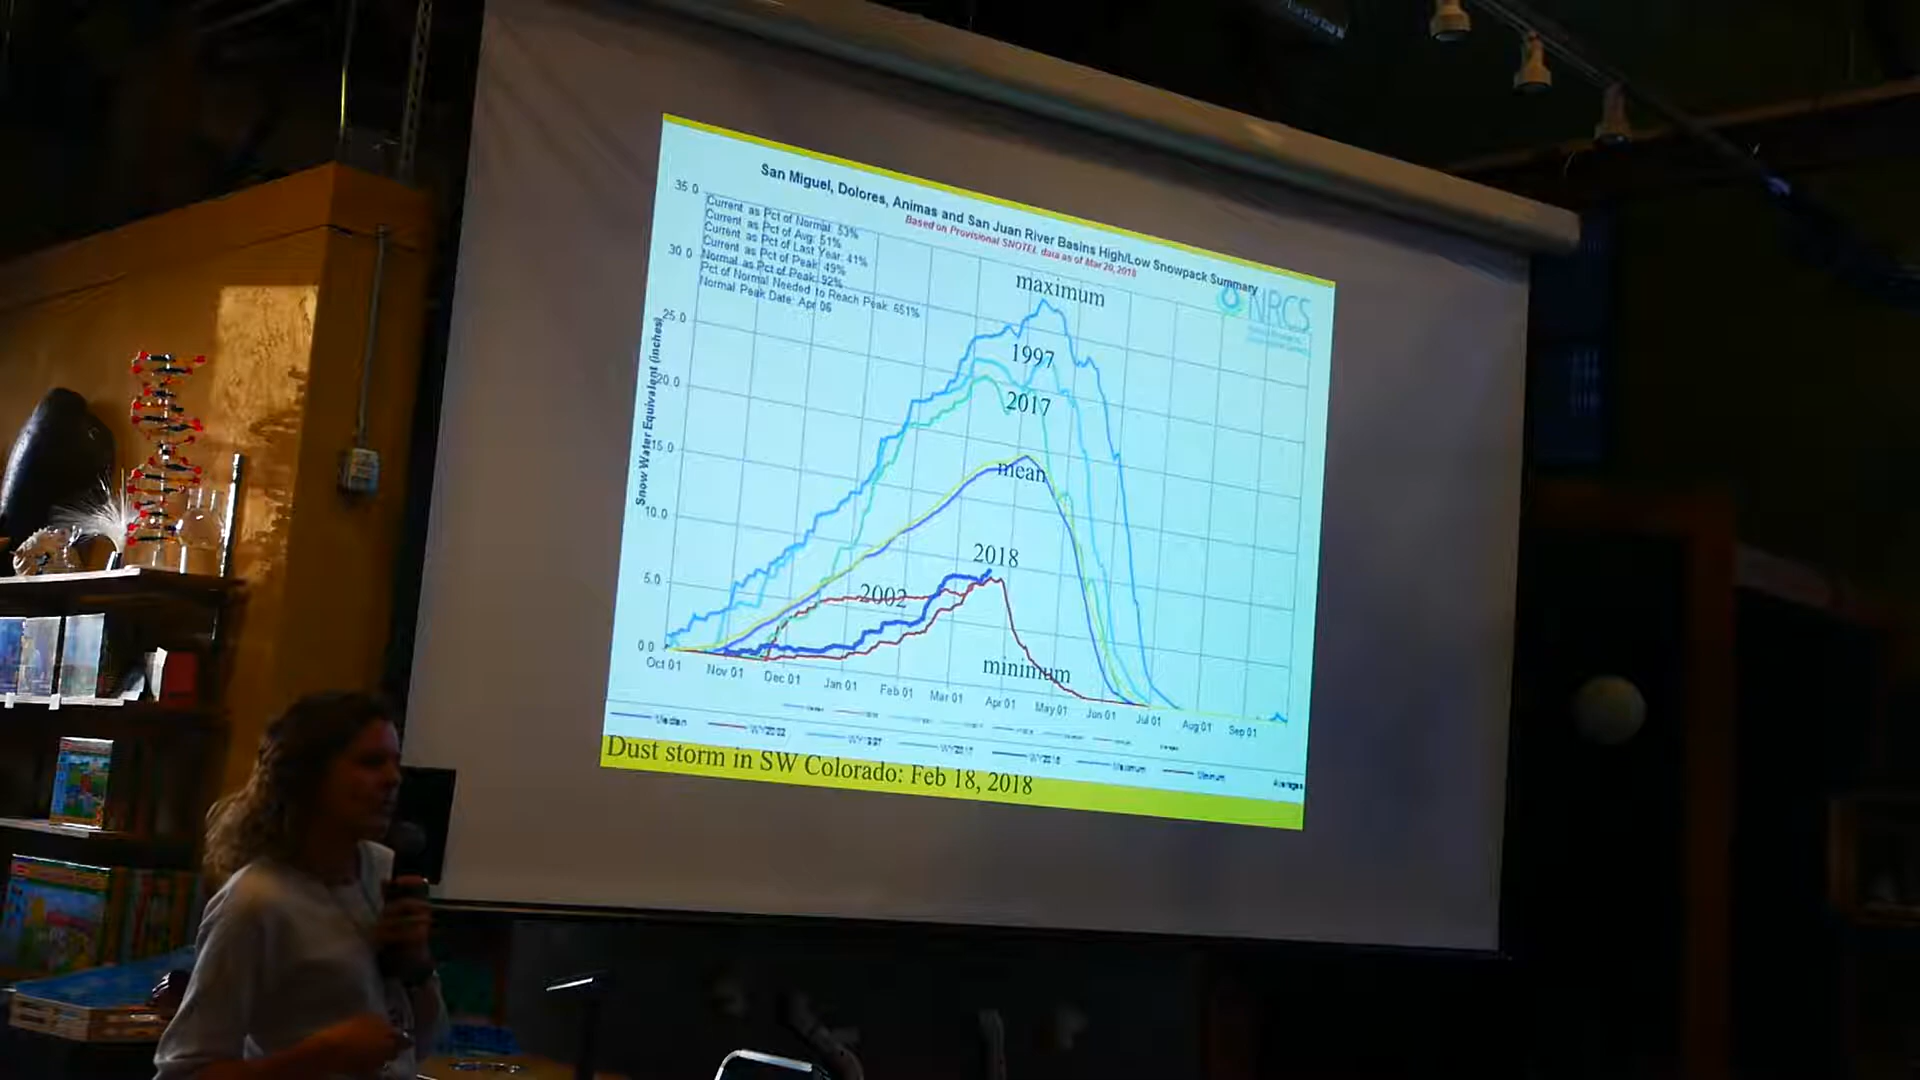 San Miguel, Dolores, Animas and San Juan River Basins High/Low Snowpack Summary
Based on Provisional SNOTEL data as of Mar 20, 2018
Current as Pct of Normal: 53%
Current as Pct of Avg: 51%
Current as Pct of Last Year: 41%
Current as Pct of Peak: 49%
Normal as Pct of Peak: 92%
Pct of Normal Needed to Reach Peak: 551%
Normal Peak Date: Apr 06
NRCS
Snow Water Equivalent (inches)
35.0
30.0
25.0
20.0
15.0
10.0
5.0
0.0
maximum
1997
2017
mean
2018
2002
minimum
Oct 01 Nov 01 Dec 01 Jan 01 Feb 01 Mar 01 Apr 01 May 01 Jun 01 Jul 01 Aug 01 Sep 01
Median WY2002 WY1997 WY2017 WY2018 Maximum Minimum Averages
Dust storm in SW Colorado: Feb 18, 2018